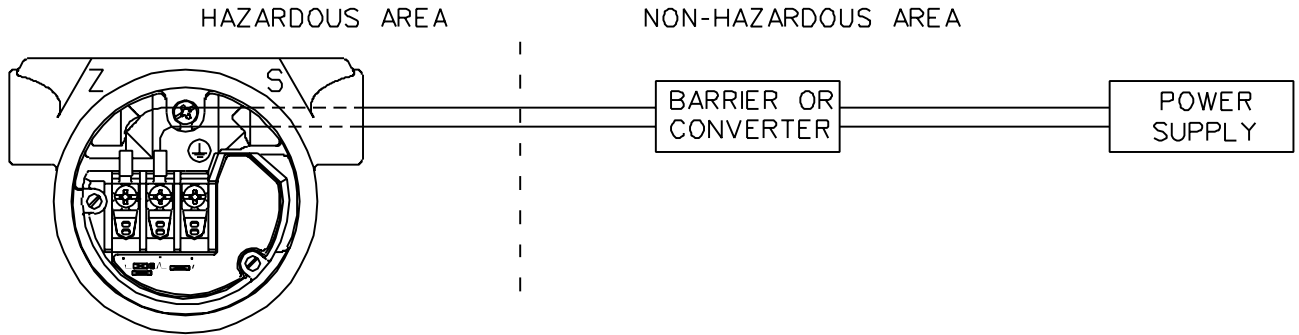 HAZARDOUS AREA
NON-HAZARDOUS AREA
Z
S
BARRIER OR
CONVERTER
POWER
SUPPLY